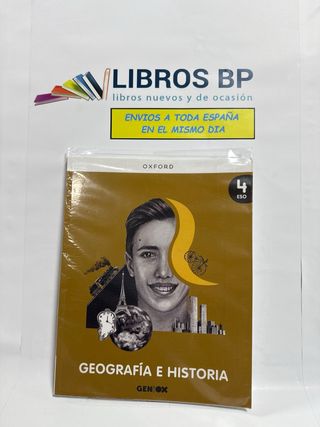 LIBROS BP
libros nuevos y de ocasión
ENVIOS A TODA ESPAÑA
EN EL MISMO DIA
OXFORD
4
ESO
GEOGRAFÍA E HISTORIA
GENiOX